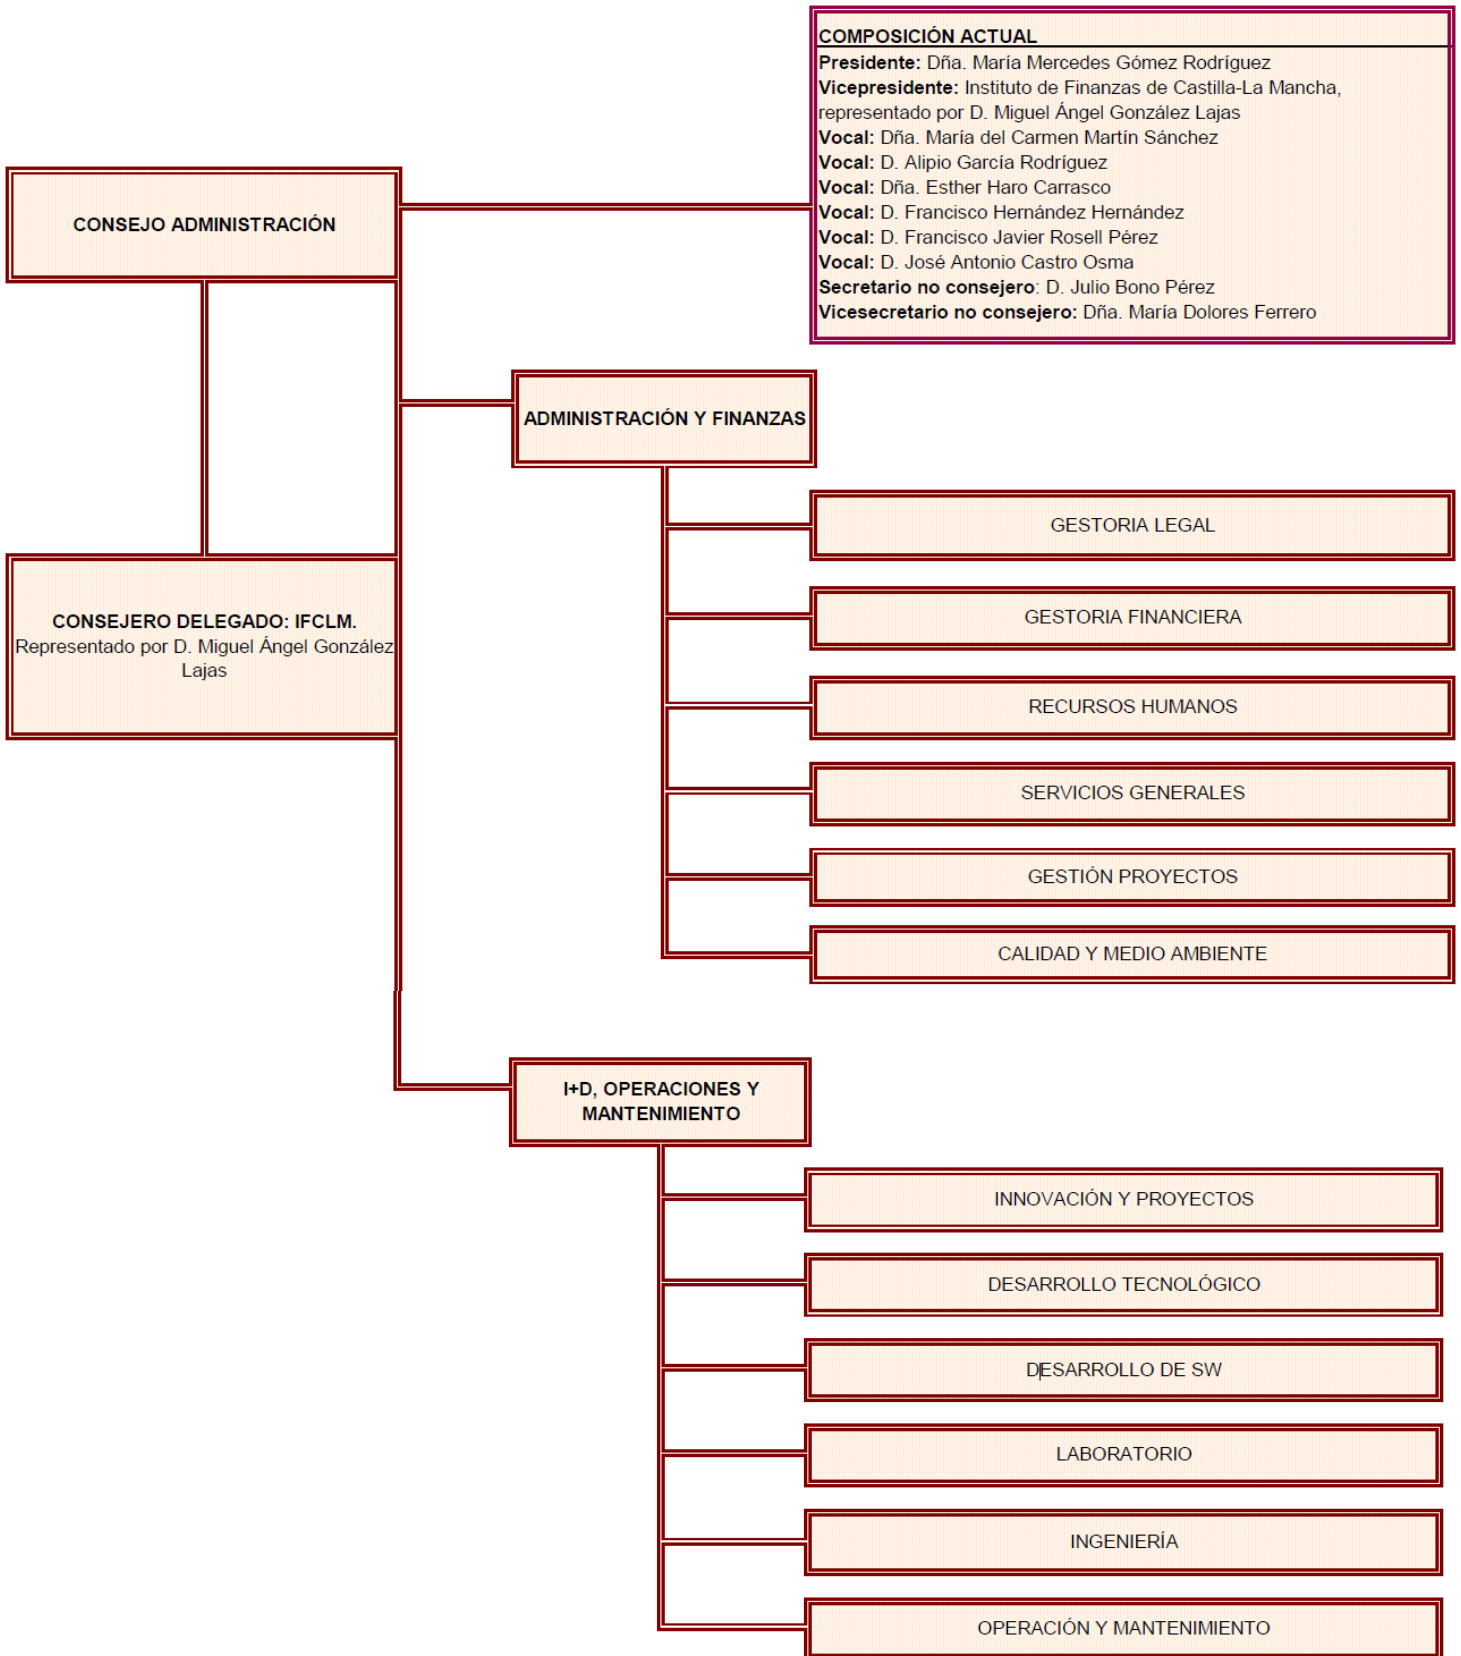 COMPOSICIÓN ACTUAL
Presidente: Dña. María Mercedes Gómez Rodríguez
Vicepresidente: Instituto de Finanzas de Castilla-La Mancha,
representado por D. Miguel Ángel González Lajas
Vocal: Dña. María del Carmen Martín Sánchez
Vocal: D. Alipio García Rodríguez
Vocal: Dña. Esther Haro Carrasco
Vocal: D. Francisco Hernández Hernández
Vocal: D. Francisco Javier Rosell Pérez
Vocal: D. José Antonio Castro Osma
Secretario no consejero: D. Julio Bono Pérez
Vicesecretario no consejero: Dña. María Dolores Ferrero
CONSEJO ADMINISTRACIÓN
ADMINISTRACIÓN Y FINANZAS
GESTORIA LEGAL
CONSEJERO DELEGADO: IFCLM.
Representado por D. Miguel Ángel González
Lajas
GESTORIA FINANCIERA
RECURSOS HUMANOS
SERVICIOS GENERALES
GESTIÓN PROYECTOS
CALIDAD Y MEDIO AMBIENTE
I+D, OPERACIONES Y
MANTENIMIENTO
INNOVACIÓN Y PROYECTOS
DESARROLLO TECNOLÓGICO
DESARROLLO DE SW
LABORATORIO
INGENIERÍA
OPERACIÓN Y MANTENIMIENTO